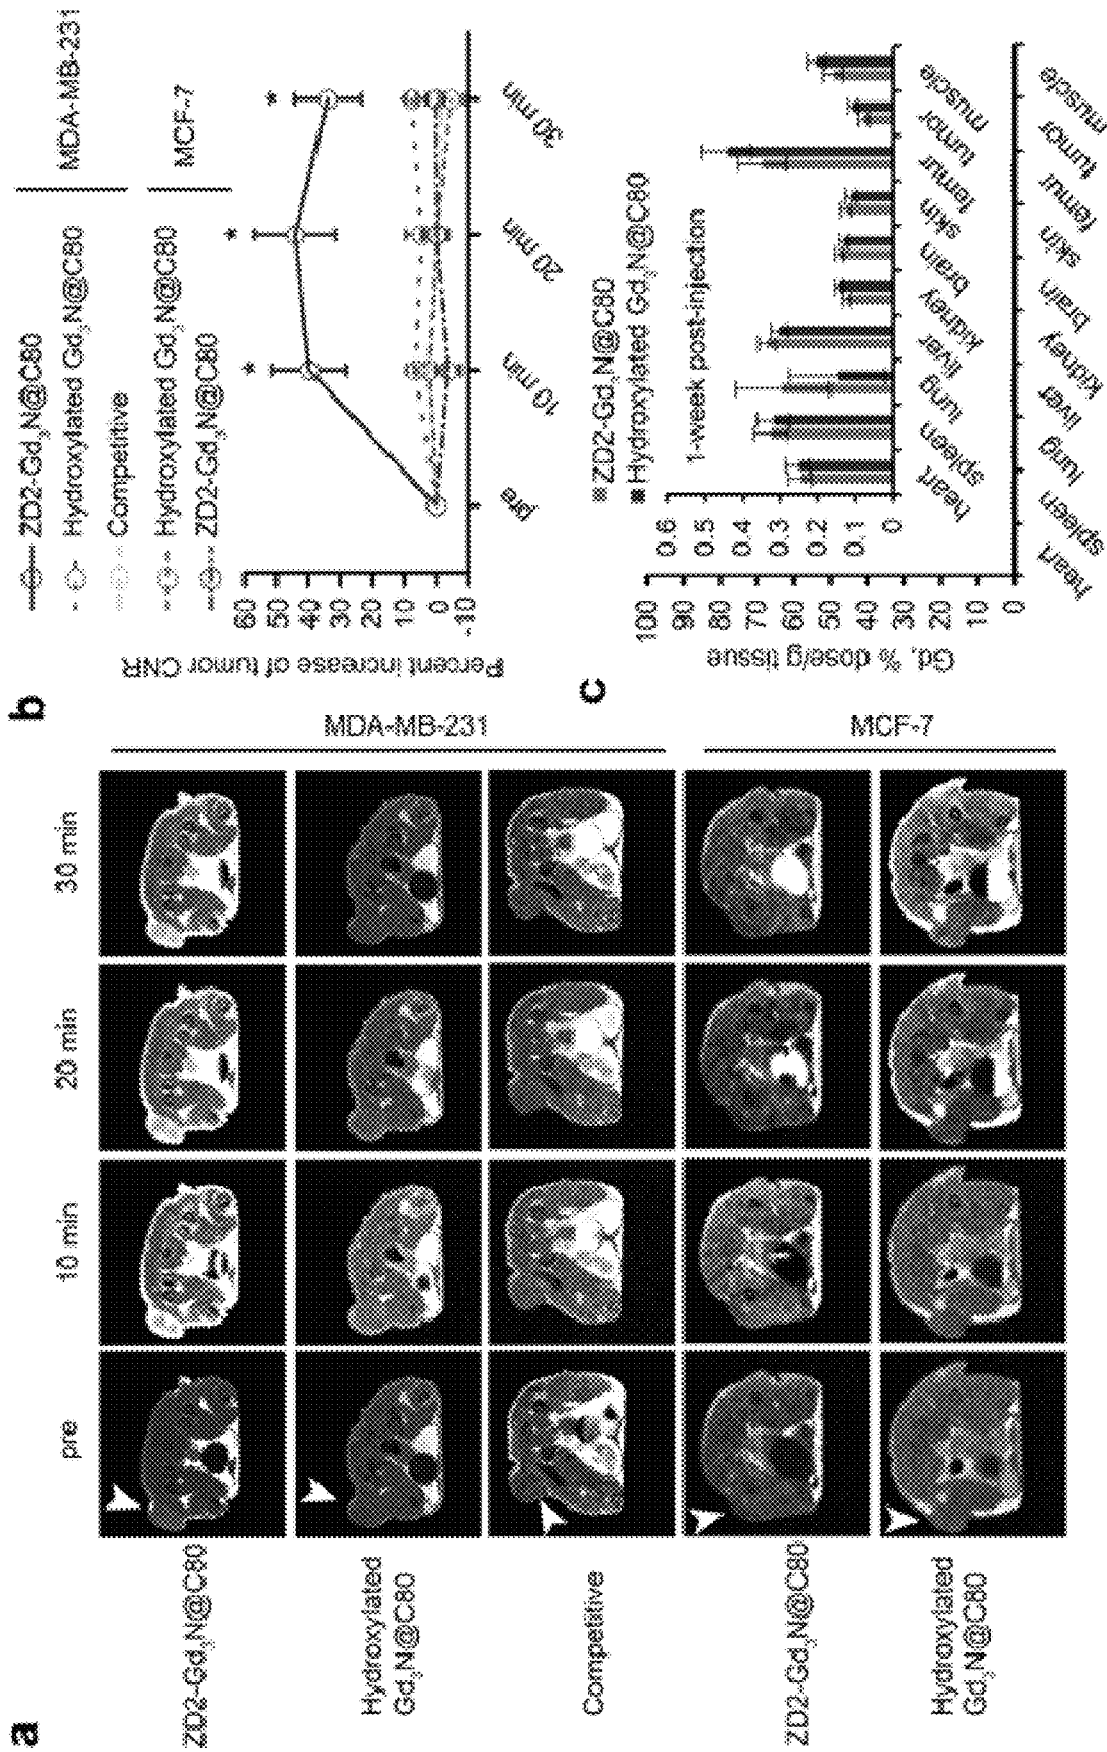 a
pre
10 min
20 min
30 min
ZD2-Gd₃N@C80
Hydroxylated
Gd₃N@C80
Competitive
ZD2-Gd₃N@C80
Hydroxylated
Gd₃N@C80
MDA-MB-231
MCF-7
b
ZD2-Gd₃N@C80
Hydroxylated Gd₃N@C80
Competitive
MDA-MB-231
Hydroxylated Gd₃N@C80
ZD2-Gd₃N@C80
MCF-7
Percent increase of tumor CNR
60
50
40
30
20
10
0
-10
*
*
*
pre
10 min
20 min
30 min
c
ZD2-Gd₃N@C80
Hydroxylated Gd₃N@C80
Gd, % dose/g tissue
100
90
80
70
60
50
40
30
20
10
0
1-week post-injection
0.6
0.5
0.4
0.3
0.2
0.1
0
heart
spleen
lung
liver
kidney
brain
skin
femur
tumor
muscle
heart
spleen
lung
liver
kidney
brain
skin
femur
tumor
muscle